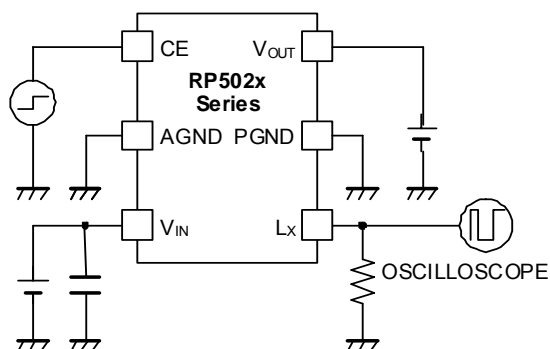 CE VOUT
RP502x
Series
AGND PGND
VIN LX
OSCILLOSCOPE